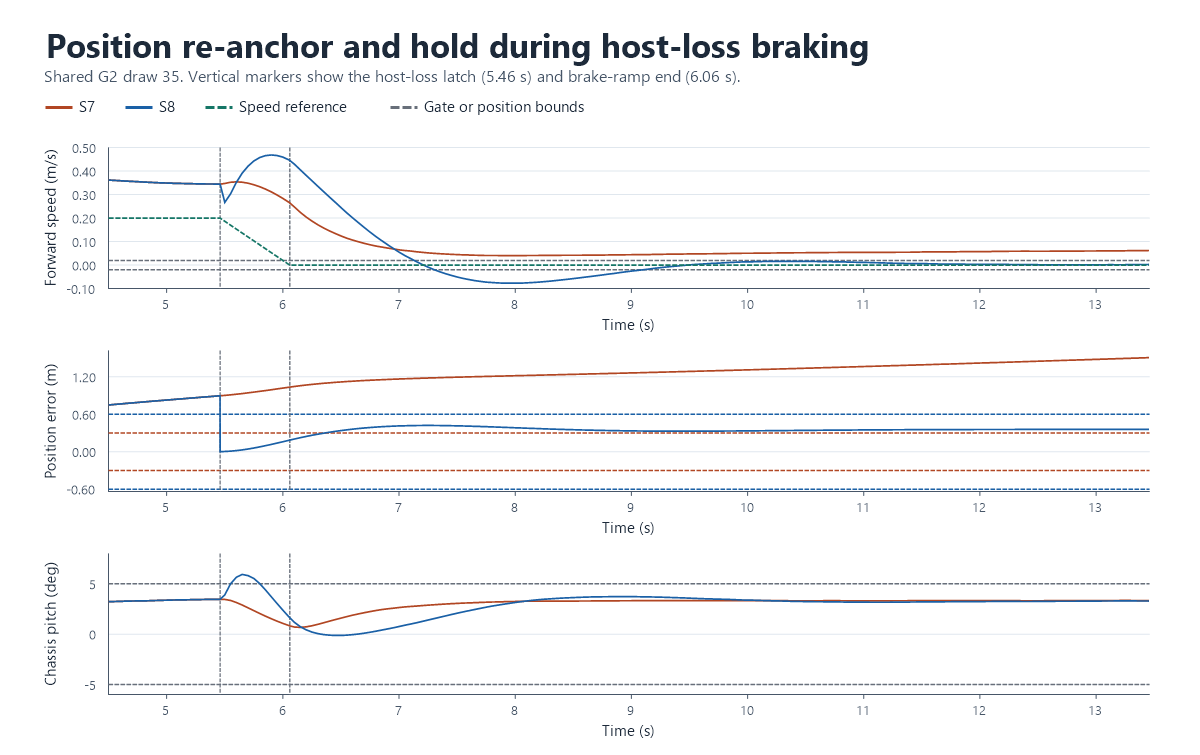 Position re-anchor and hold during host-loss braking
Shared G2 draw 35. Vertical markers show the host-loss latch (5.46 s) and brake-ramp end (6.06 s).
S7 S8 Speed reference Gate or position bounds
Forward speed (m/s)
0.50
0.40
0.30
0.20
0.10
0.00
-0.10
5 6 7 8 9 10 11 12 13
Time (s)
Position error (m)
1.20
0.60
0.00
-0.60
5 6 7 8 9 10 11 12 13
Time (s)
Chassis pitch (deg)
5
0
-5
5 6 7 8 9 10 11 12 13
Time (s)